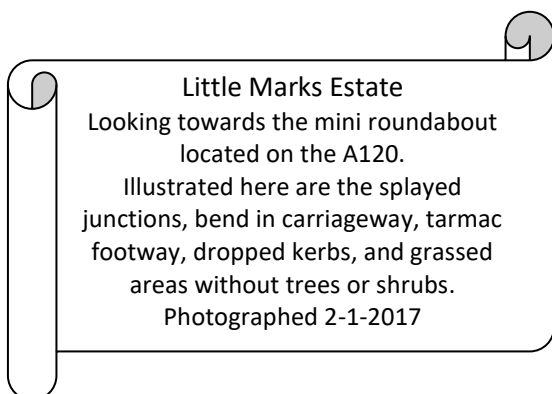 Little Marks Estate
Looking towards the mini roundabout
located on the A120.
Illustrated here are the splayed
junctions, bend in carriageway, tarmac
footway, dropped kerbs, and grassed
areas without trees or shrubs.
Photographed 2-1-2017